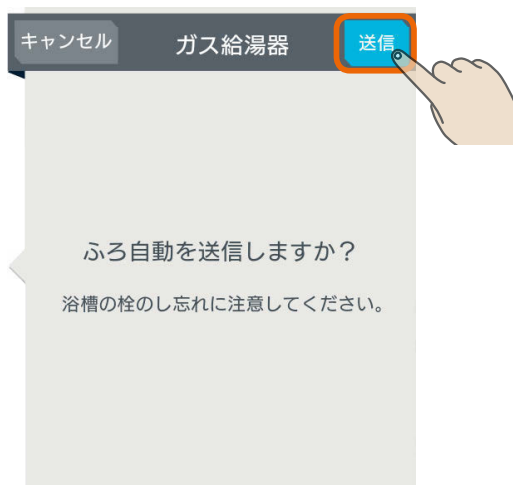 キャンセル ガス給湯器 送信
ふろ自動を送信しますか？
浴槽の栓のし忘れに注意してください。